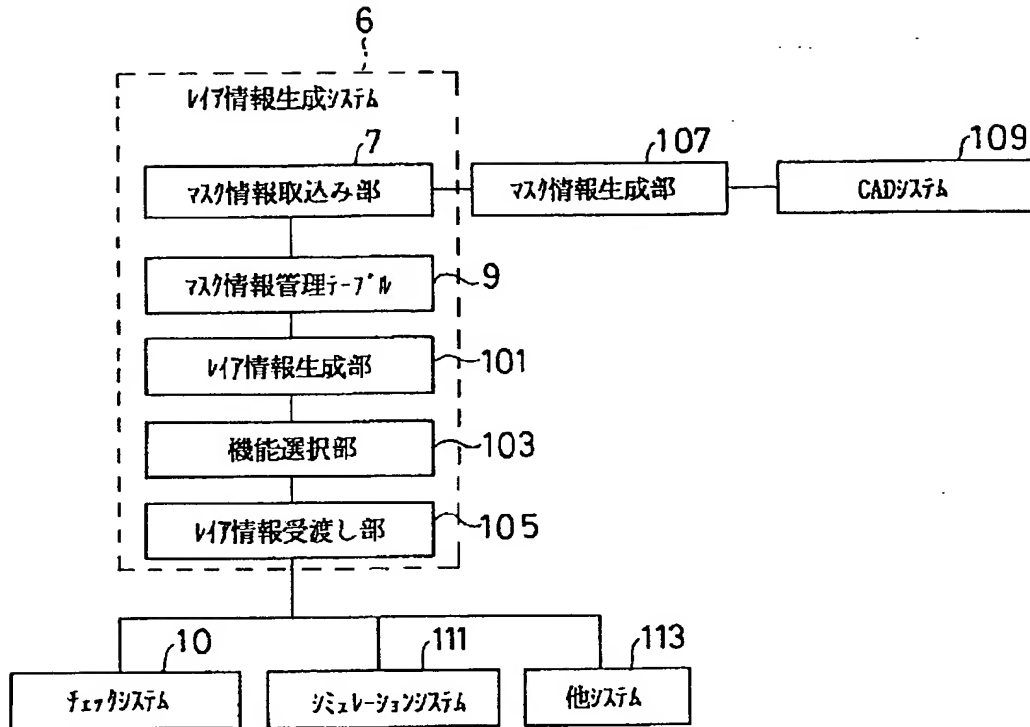 6
ﾚｲｱ情報生成ｼｽﾃﾑ
7
107
109
ﾏｽｸ情報取込み部
ﾏｽｸ情報生成部
CADｼｽﾃﾑ
ﾏｽｸ情報管理ﾃｰﾌﾞﾙ
9
ﾚｲｱ情報生成部
101
機能選択部
103
ﾚｲｱ情報受渡し部
105
10
111
113
ﾁｪｯｸｼｽﾃﾑ
ｼﾐｭﾚｰｼｮﾝｼｽﾃﾑ
他ｼｽﾃﾑ